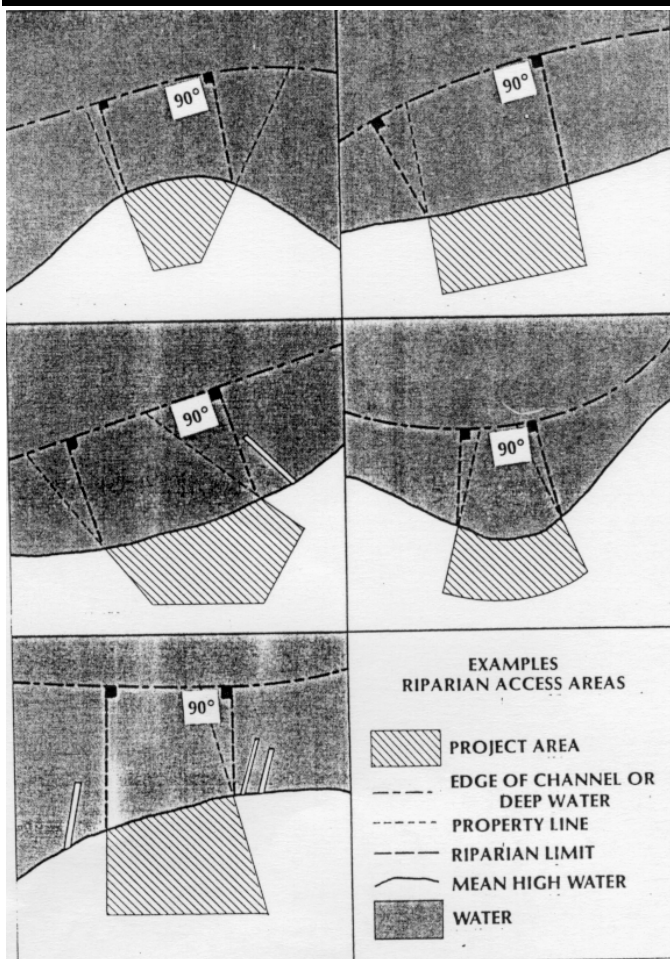 90°
90°
90°
90°
90°
EXAMPLES
RIPARIAN ACCESS AREAS
PROJECT AREA
EDGE OF CHANNEL OR
DEEP WATER
PROPERTY LINE
RIPARIAN LIMIT
MEAN HIGH WATER
WATER